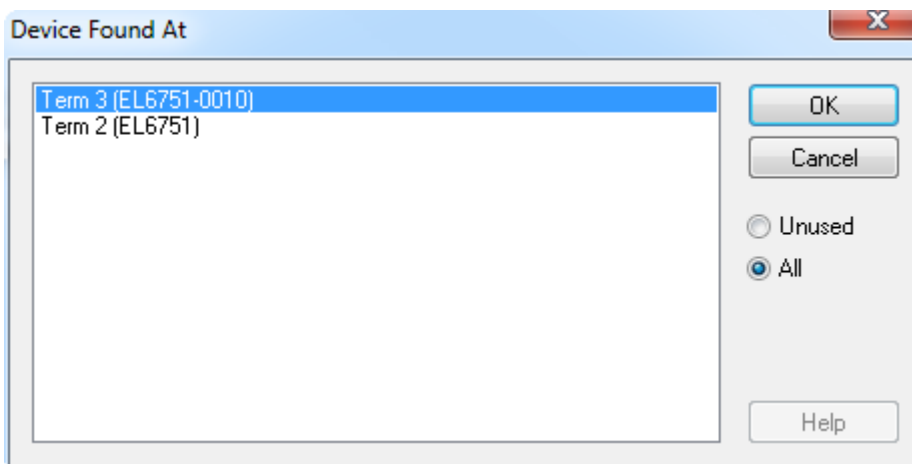 Device Found At
Term 3 (EL6751-0010)
Term 2 (EL6751)
OK
Cancel
Unused
All
Help